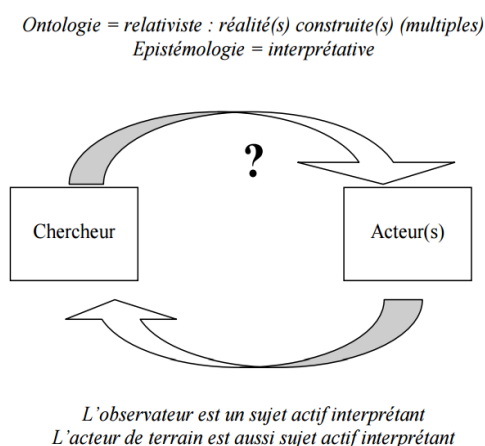 Ontologie = relativiste : réalité(s) construite(s) (multiples)
Epistémologie = interprétative
?
Chercheur
Acteur(s)
L'observateur est un sujet actif interprétant
L'acteur de terrain est aussi sujet actif interprétant